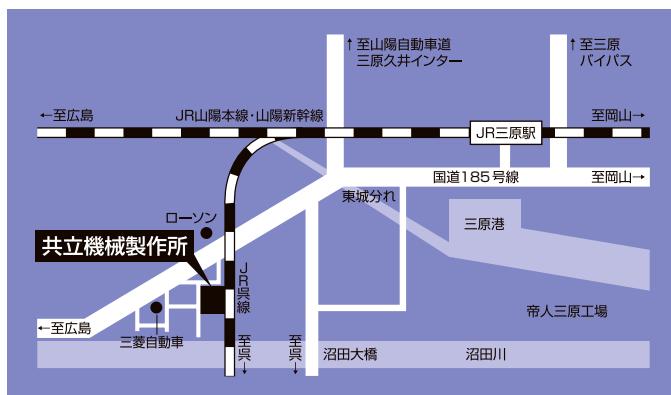 ↑至山陽自動車道
三原久井インター
↑至三原
バイパス
←至広島
JR山陽本線・山陽新幹線
至岡山→
JR三原駅
国道185号線
至岡山→
東城分れ
ローソン
三原港
共立機械製作所
JR呉線
帝人三原工場
←至広島
三菱自動車
至呉↓
至呉↓
沼田大橋
沼田川